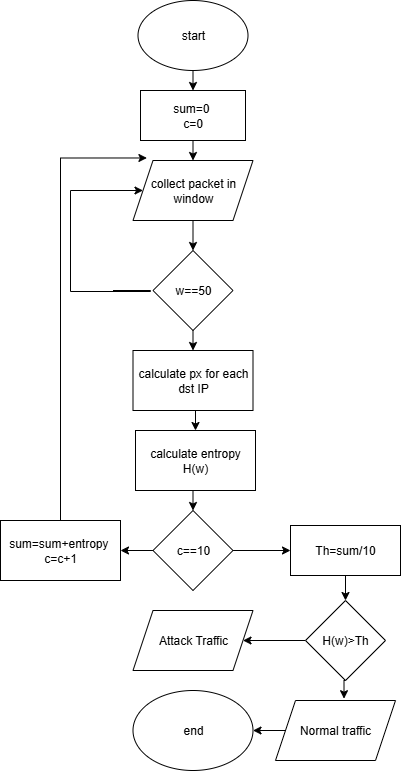 start
sum=0
c=0
collect packet in
window
w==50
calculate px for each
dst IP
calculate entropy
H(w)
sum=sum+entropy
c=c+1
c==10
Th=sum/10
Attack Traffic
H(w)>Th
end
Normal traffic